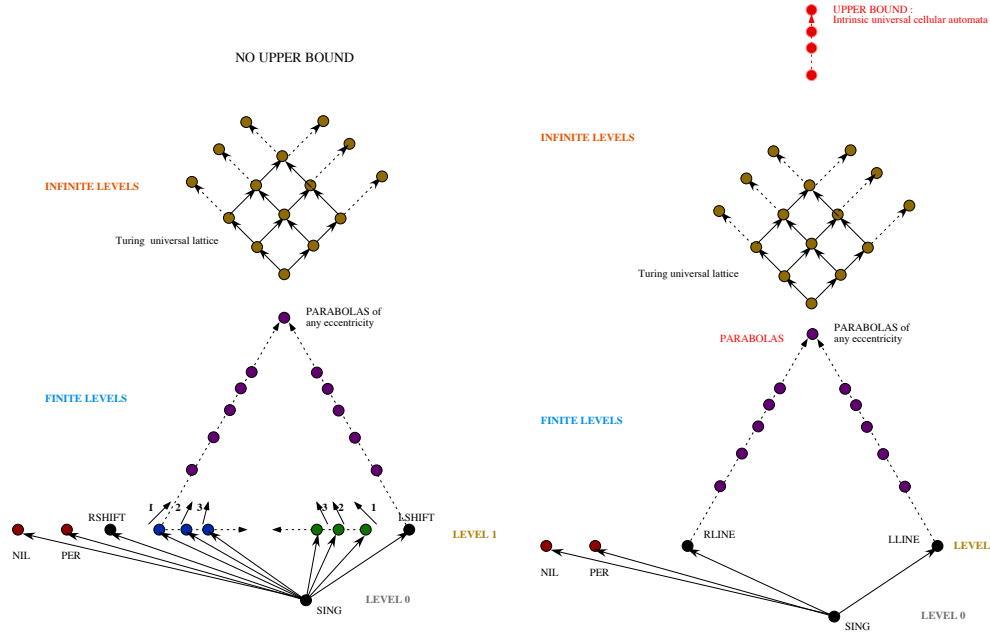 NO UPPER BOUND
INFINITE LEVELS
Turing universal lattice
PARABOLAS of
any eccentricity
FINITE LEVELS
1
2
3
3
2
1
RSHIFT
LSHIFT
LEVEL 1
NIL
PER
SING
LEVEL 0
UPPER BOUND :
Intrinsic universal cellular automata
INFINITE LEVELS
Turing universal lattice
PARABOLAS
PARABOLAS of
any eccentricity
FINITE LEVELS
RLINE
LLINE
LEVEL
NIL
PER
SING
LEVEL 0